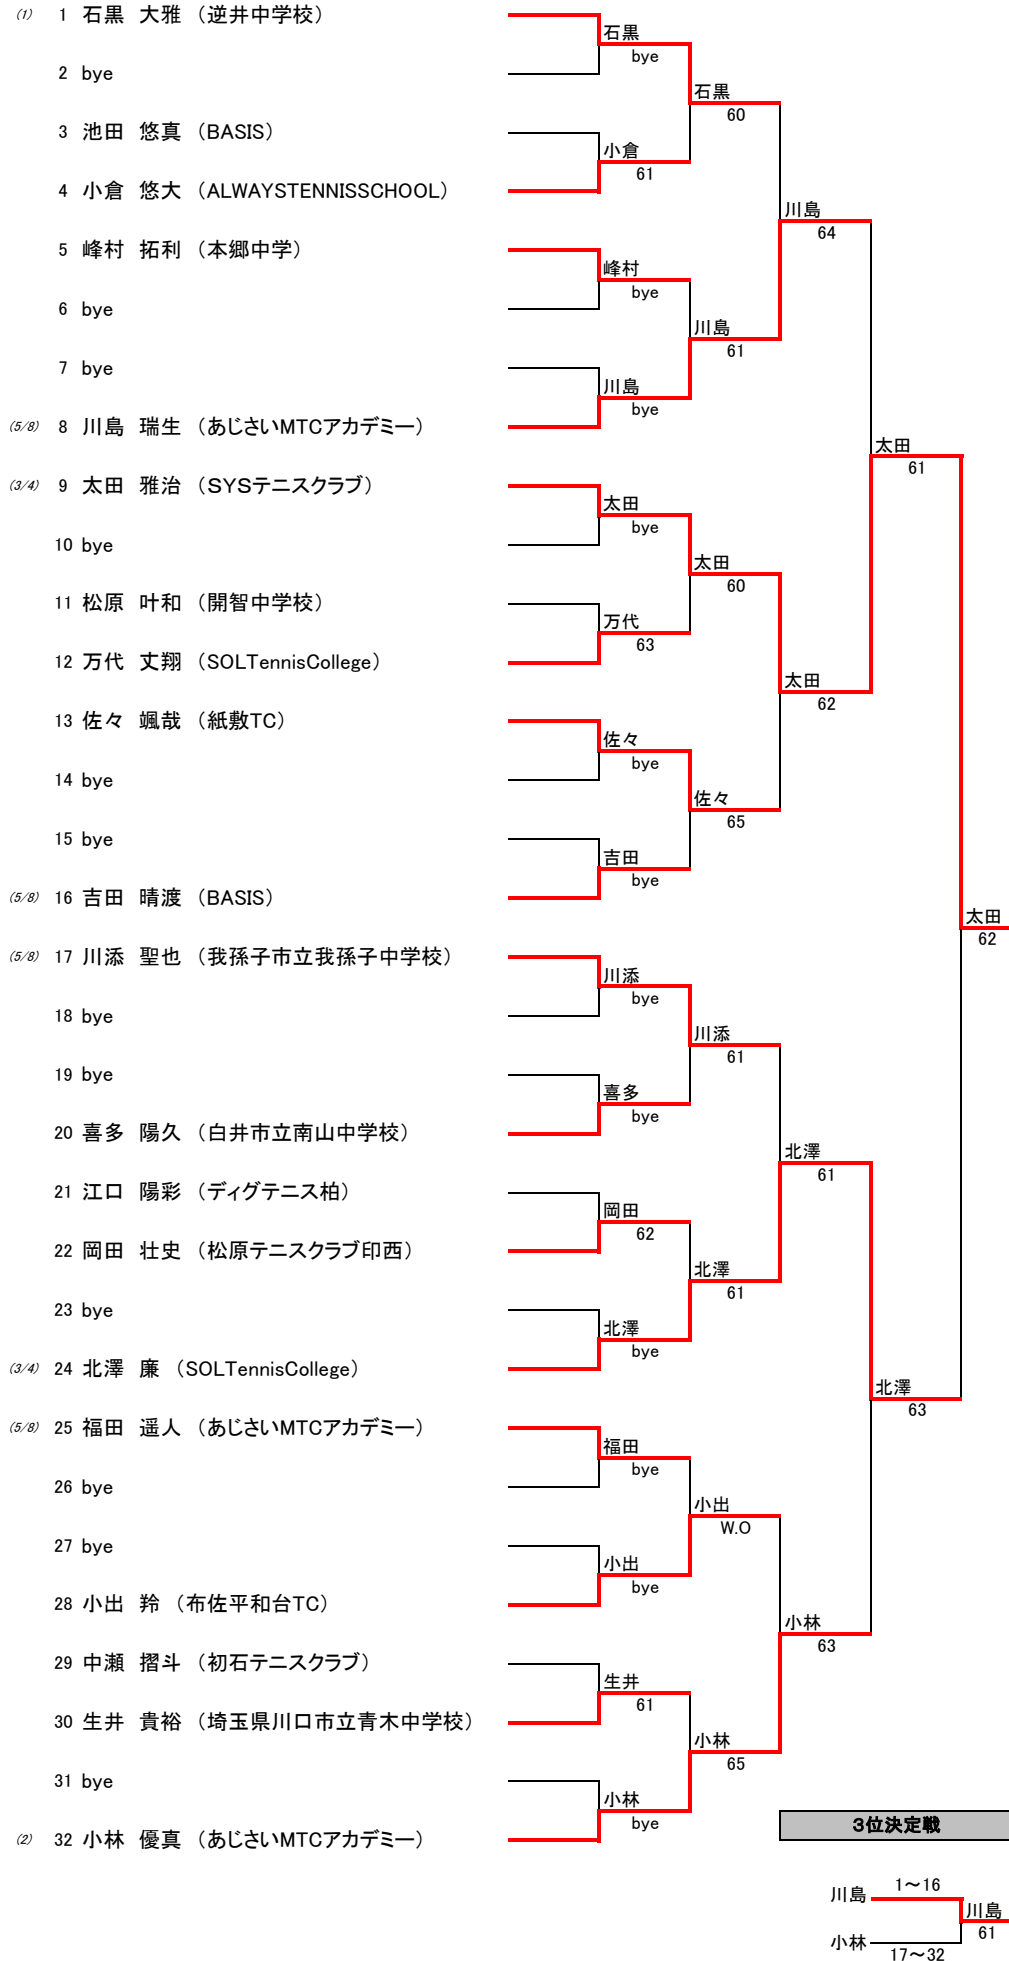 (1) 1 石黒 大雅 (逆井中学校)
石黒
bye
2 bye
石黒
60
3 池田 悠真 (BASIS)
小倉
61
4 小倉 悠大 (ALWAYSTENNISSCHOOL)
川島
64
5 峰村 拓利 (本郷中学)
峰村
bye
6 bye
川島
61
7 bye
川島
bye
(5/8) 8 川島 瑞生 (あじさいMTCアカデミー)
太田
61
(3/4) 9 太田 雅治 (SYSテニスクラブ)
太田
bye
10 bye
太田
60
11 松原 叶和 (開智中学校)
万代
63
12 万代 丈翔 (SOLTennisCollege)
太田
62
13 佐々 颯哉 (紙敷TC)
佐々
bye
14 bye
佐々
65
15 bye
吉田
bye
(5/8) 16 吉田 晴渡 (BASIS)
太田
62
(5/8) 17 川添 聖也 (我孫子市立我孫子中学校)
川添
bye
18 bye
川添
61
19 bye
喜多
bye
20 喜多 陽久 (白井市立南山中学校)
北澤
61
21 江口 陽彩 (ディグテニス柏)
岡田
62
22 岡田 壮史 (松原テニスクラブ印西)
北澤
61
23 bye
北澤
bye
(3/4) 24 北澤 廉 (SOLTennisCollege)
北澤
63
(5/8) 25 福田 遥人 (あじさいMTCアカデミー)
福田
bye
26 bye
小出
W.O
27 bye
小出
bye
28 小出 羚 (布佐平和台TC)
小林
63
29 中瀬 摺斗 (初石テニスクラブ)
生井
61
30 生井 貴裕 (埼玉県川口市立青木中学校)
小林
65
31 bye
小林
bye
(2) 32 小林 優真 (あじさいMTCアカデミー)
3位決定戦
川島 1～16
川島
61
小林 17～32